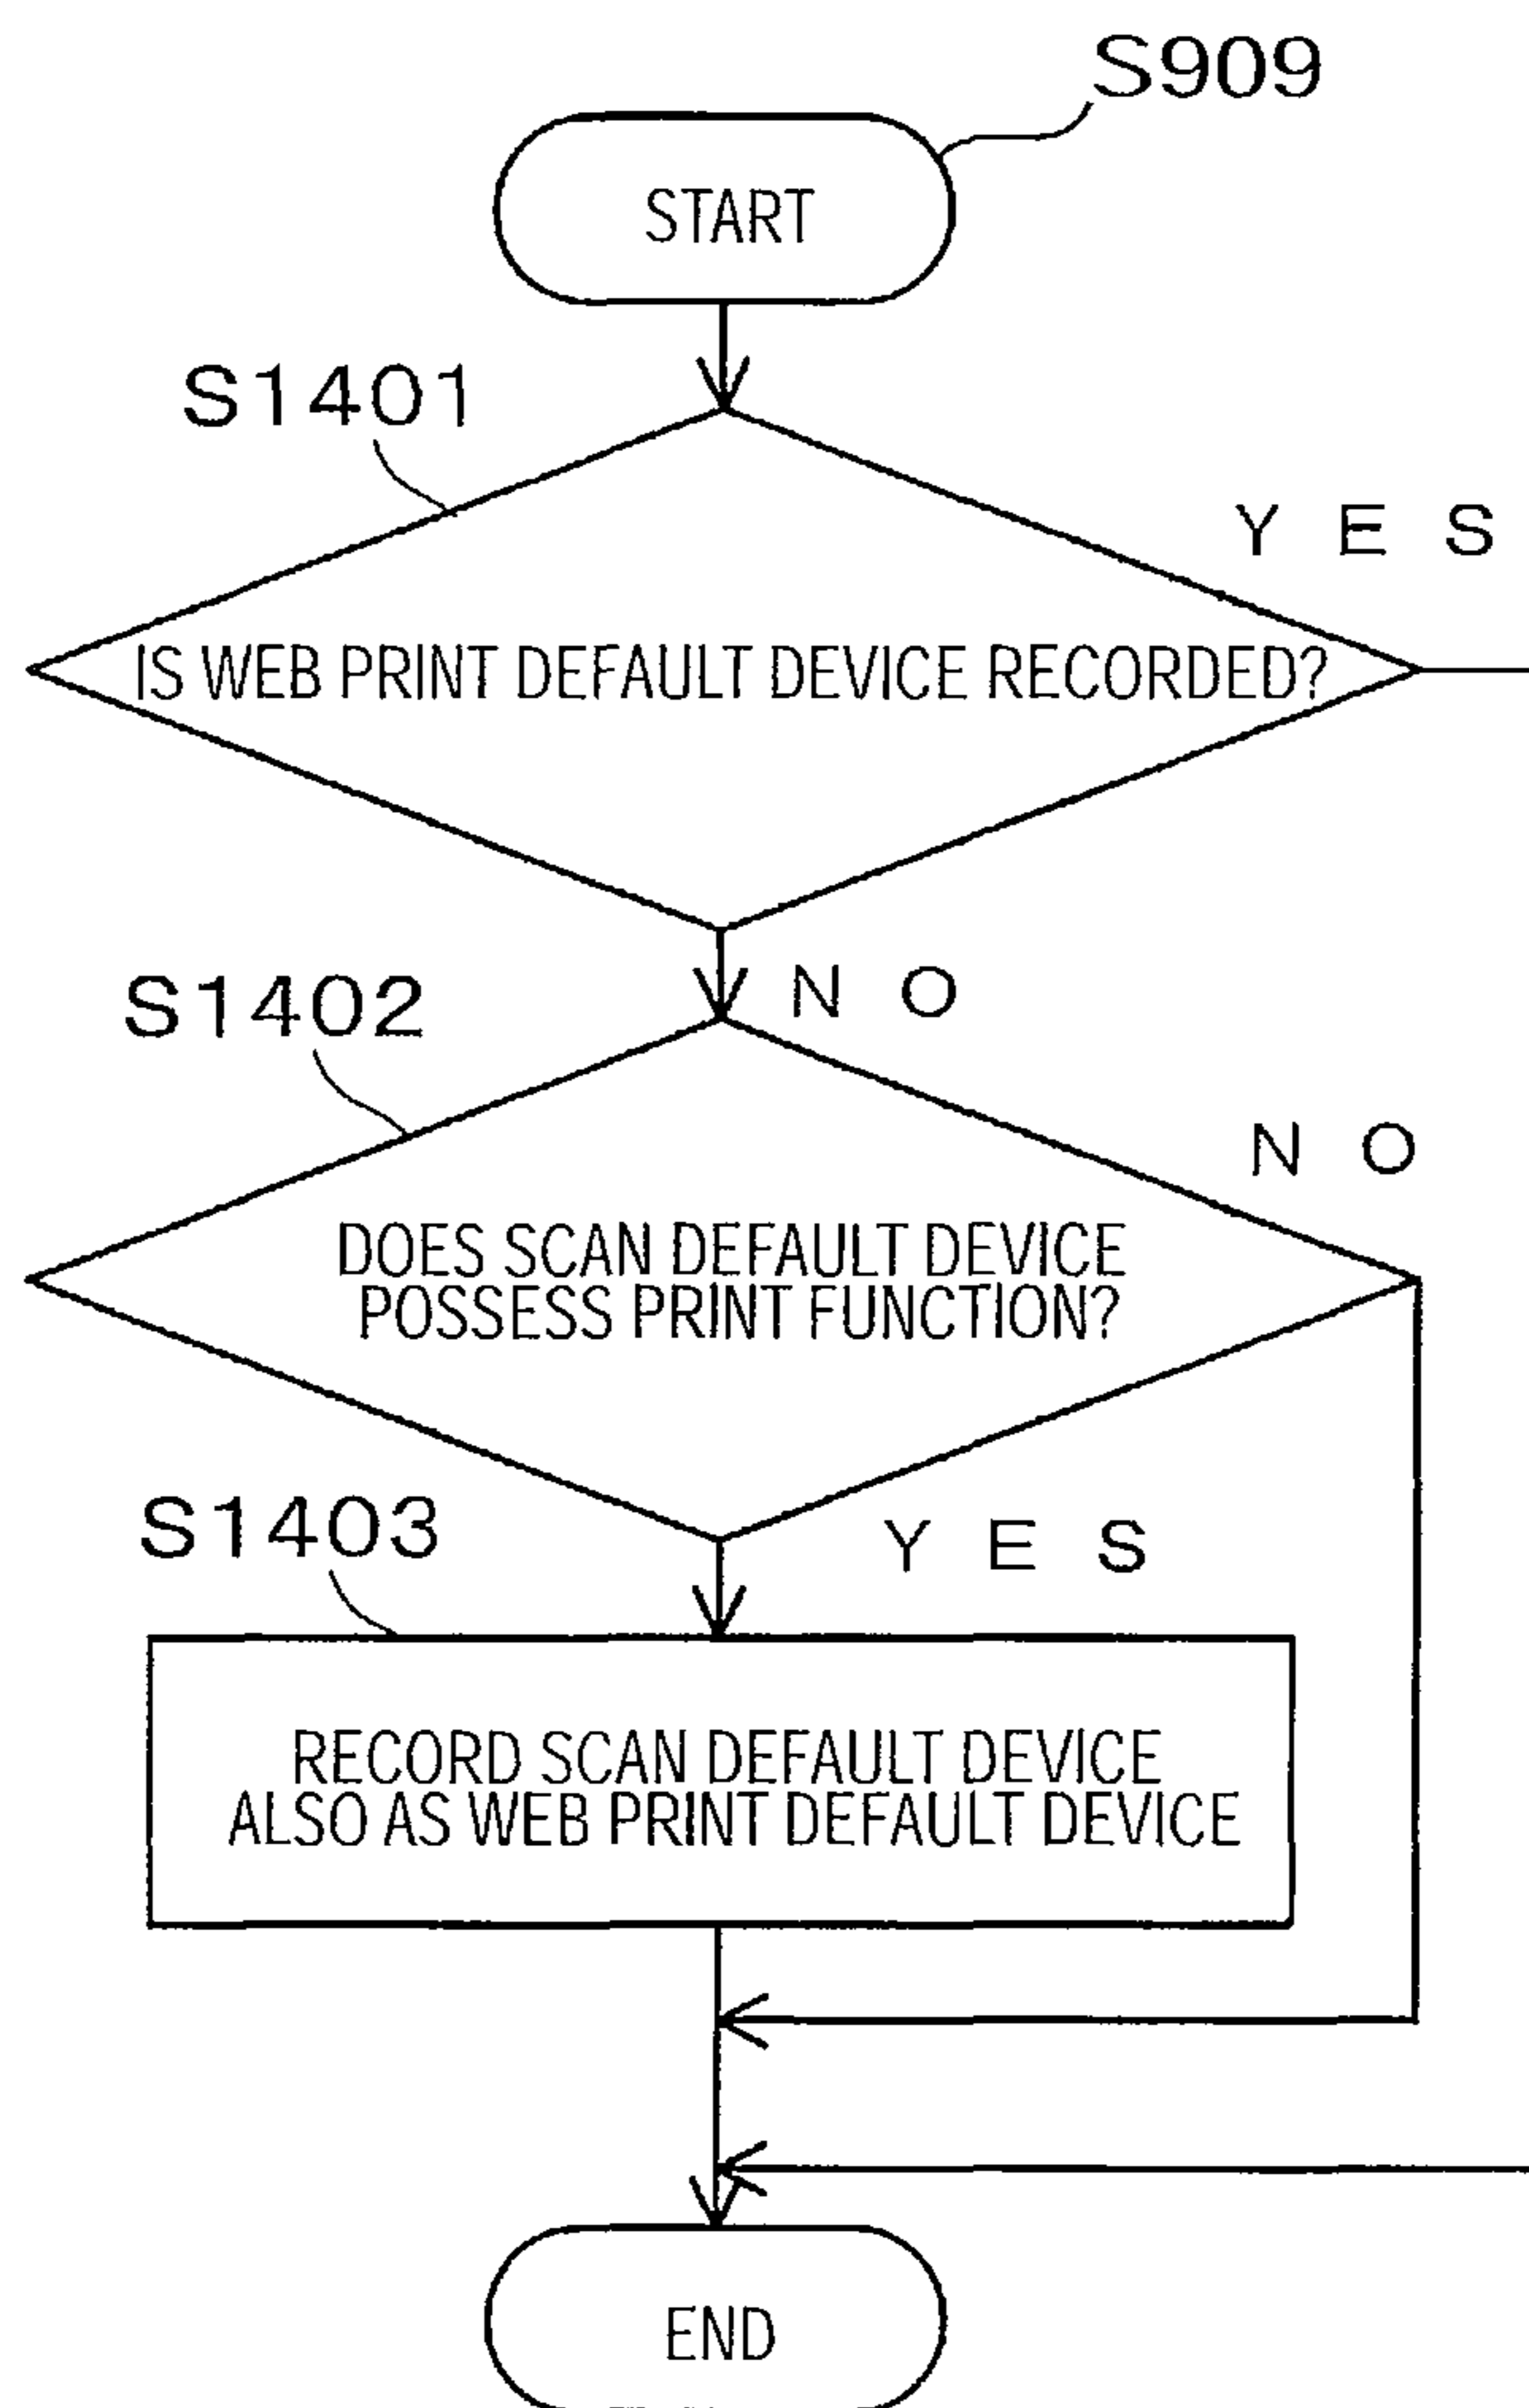 S909
START
S1401
YES
IS WEB PRINT DEFAULT DEVICE RECORDED?
NO
S1402
NO
DOES SCAN DEFAULT DEVICE
POSSESS PRINT FUNCTION?
S1403
YES
RECORD SCAN DEFAULT DEVICE
ALSO AS WEB PRINT DEFAULT DEVICE
END